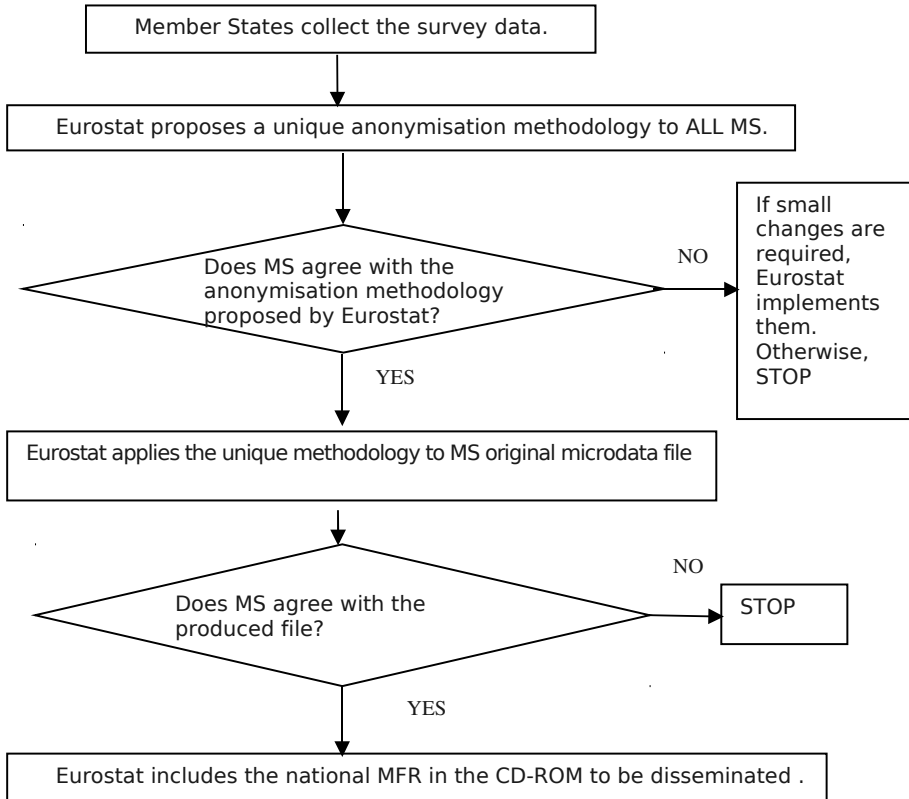 Member States collect the survey data.
Eurostat proposes a unique anonymisation methodology to ALL MS.
Does MS agree with the
anonymisation methodology
proposed by Eurostat?
NO
If small
changes are
required,
Eurostat
implements
them.
Otherwise,
STOP
YES
Eurostat applies the unique methodology to MS original microdata file
Does MS agree with the
produced file?
NO
STOP
YES
Eurostat includes the national MFR in the CD-ROM to be disseminated .